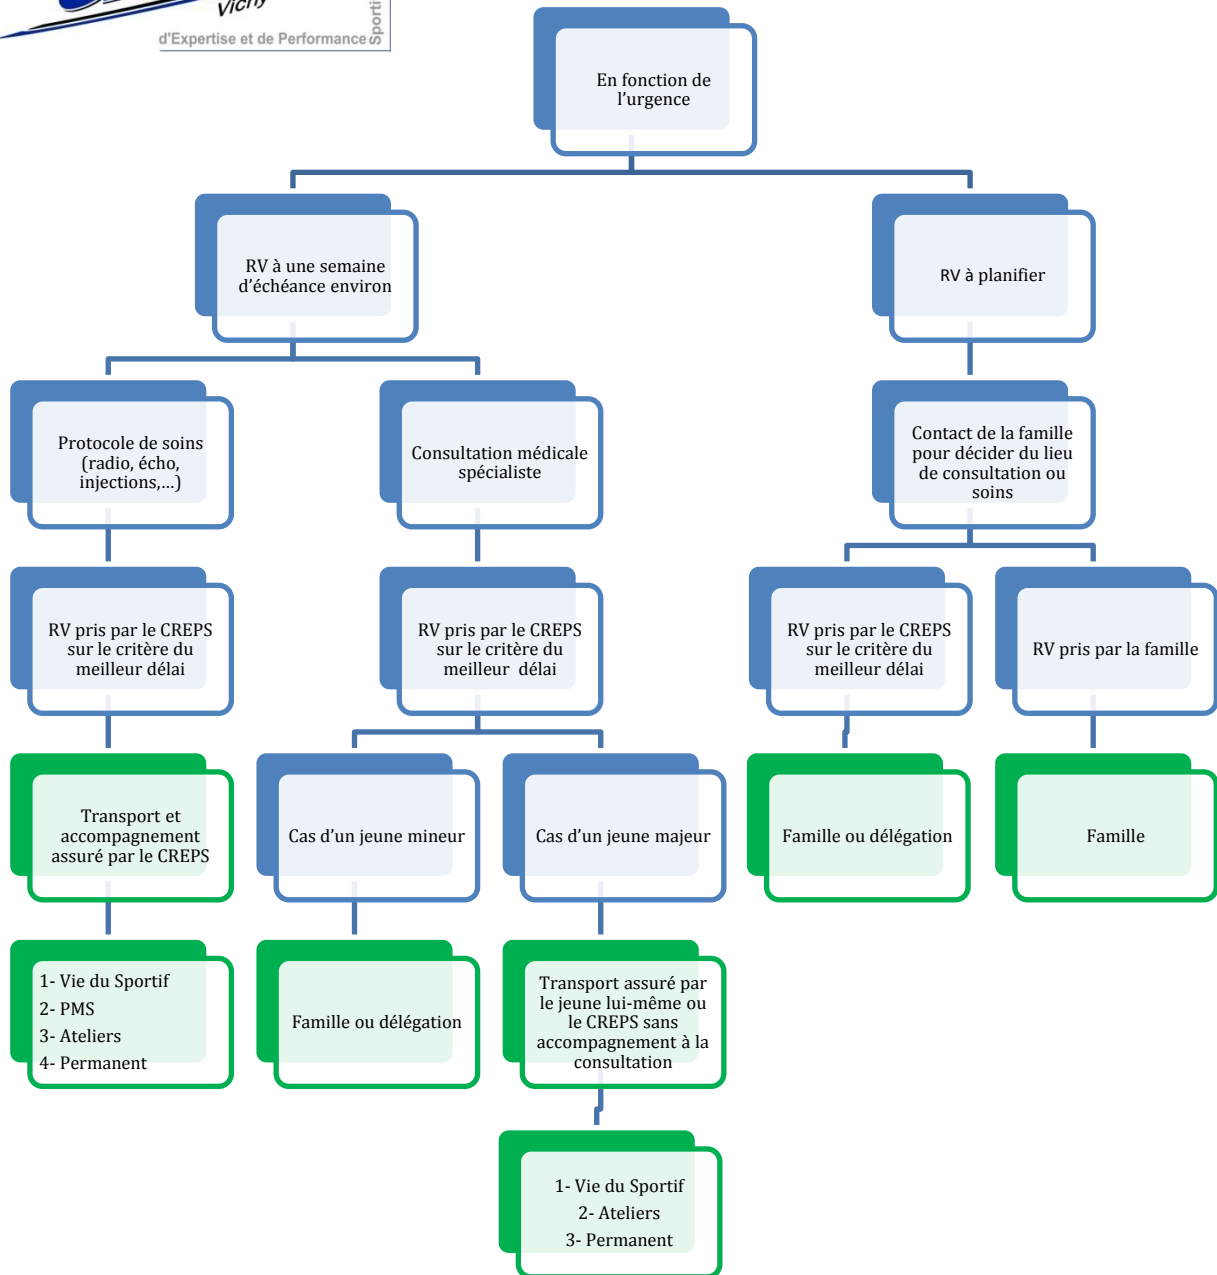 Vichy
d'Expertise et de Performance
Sporti
En fonction de
l'urgence
RV à une semaine
d'échéance environ
RV à planifier
Protocole de soins
(radio, écho,
injections,...)
Consultation médicale
spécialiste
Contact de la famille
pour décider du lieu
de consultation ou
soins
RV pris par le CREPS
sur le critère du
meilleur délai
RV pris par le CREPS
sur le critère du
meilleur délai
RV pris par le CREPS
sur le critère du
meilleur délai
RV pris par la famille
Transport et
accompagnement
assuré par le CREPS
Cas d'un jeune mineur
Cas d'un jeune majeur
Famille ou délégation
Famille
1- Vie du Sportif
2- PMS
3- Ateliers
4- Permanent
Famille ou délégation
Transport assuré par
le jeune lui-même ou
le CREPS sans
accompagnement à la
consultation
1- Vie du Sportif
2- Ateliers
3- Permanent